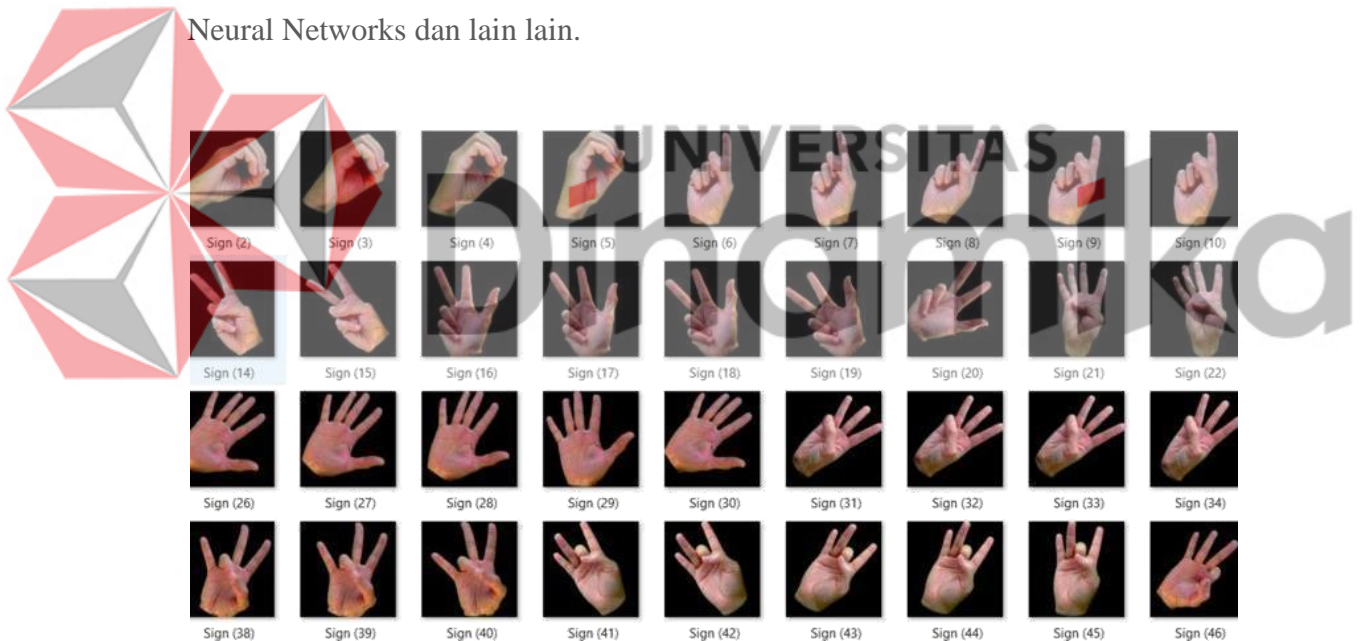 Neural Networks dan lain lain.
UNIVERSITAS
Dinamika
Sign (2) Sign (3) Sign (4) Sign (5) Sign (6) Sign (7) Sign (8) Sign (9) Sign (10)
Sign (14) Sign (15) Sign (16) Sign (17) Sign (18) Sign (19) Sign (20) Sign (21) Sign (22)
Sign (26) Sign (27) Sign (28) Sign (29) Sign (30) Sign (31) Sign (32) Sign (33) Sign (34)
Sign (38) Sign (39) Sign (40) Sign (41) Sign (42) Sign (43) Sign (44) Sign (45) Sign (46)